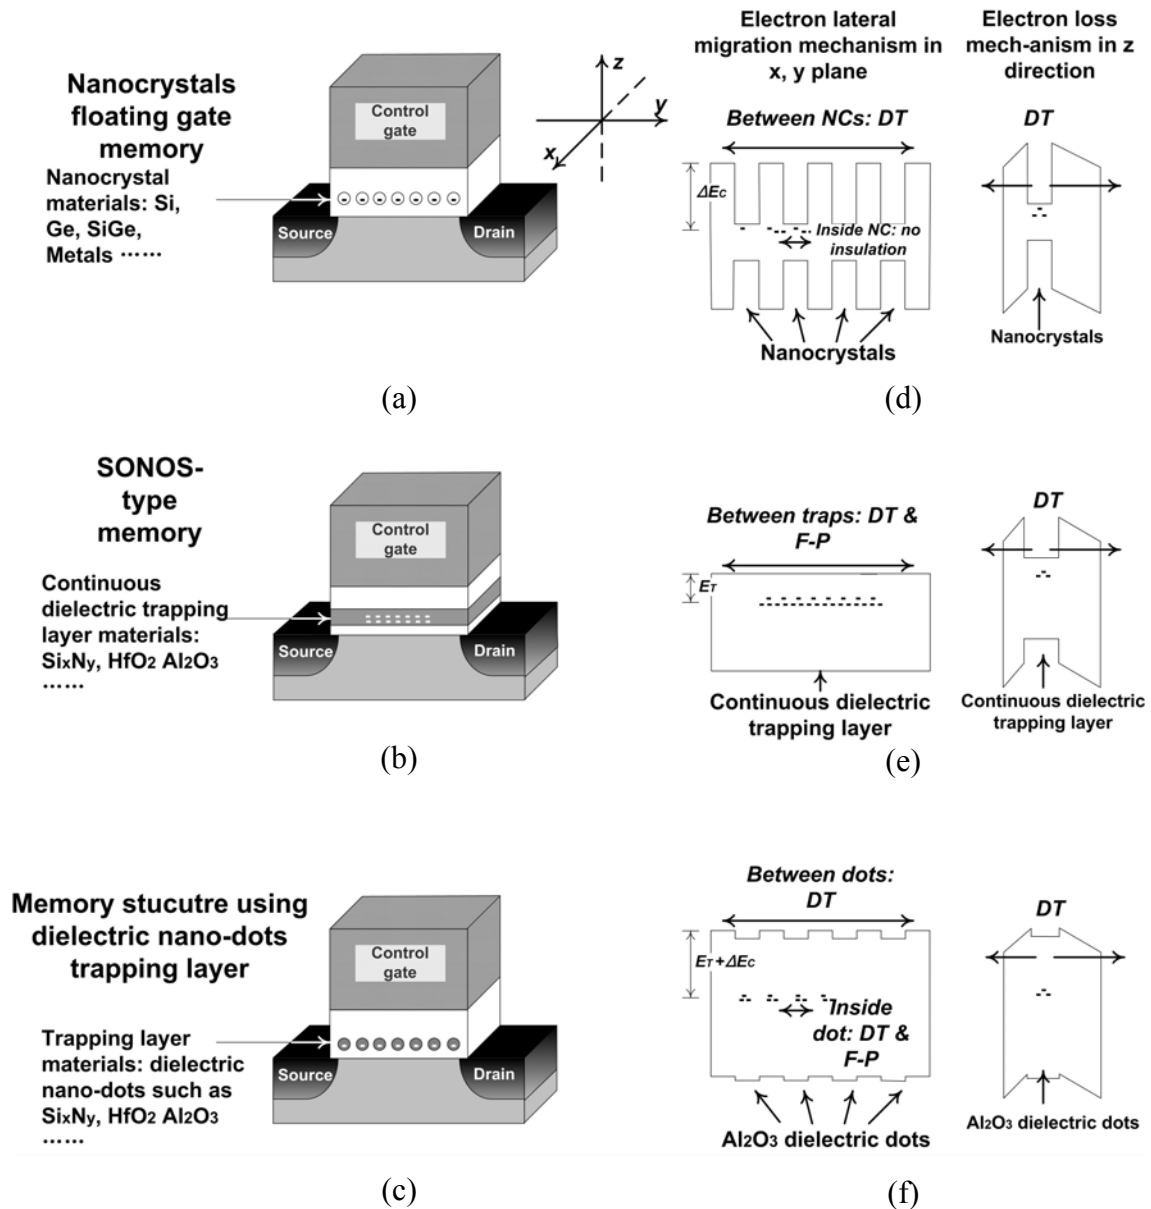 Nanocrystals
floating gate
memory
Nanocrystal
materials: Si,
Ge, SiGe,
Metals ……
Control
gate
Source
Drain
z
y
x
(a)
Electron lateral
migration mechanism in
x, y plane
Between NCs: DT
ΔEC
Inside NC: no
insulation
Nanocrystals
Electron loss
mech-anism in z
direction
DT
Nanocrystals
(d)
SONOS-
type
memory
Continuous
dielectric trapping
layer materials:
SixNy, HfO2 Al2O3
……
Control
gate
Source
Drain
(b)
Between traps: DT &
F-P
ET
Continuous dielectric
trapping layer
DT
Continuous dielectric
trapping layer
(e)
Memory stucutre using
dielectric nano-dots
trapping layer
Trapping layer
materials: dielectric
nano-dots such as
SixNy, HfO2 Al2O3
……
Control
gate
Source
Drain
(c)
Between dots:
DT
ET+ΔEC
Inside
dot: DT &
F-P
Al2O3 dielectric dots
DT
Al2O3 dielectric dots
(f)